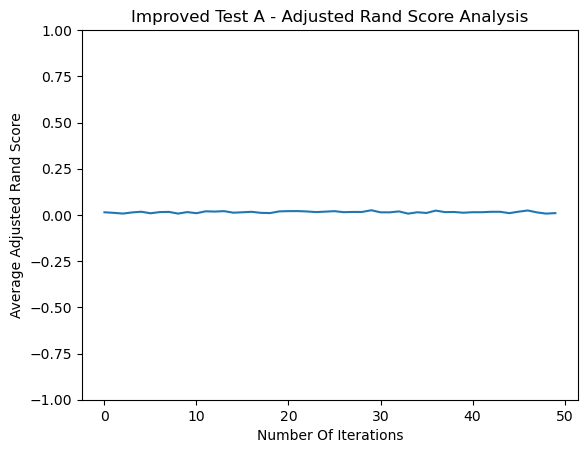 Improved Test A - Adjusted Rand Score Analysis
1.00
0.75
0.50
0.25
0.00
−0.25
−0.50
−0.75
−1.00
Average Adjusted Rand Score
0 10 20 30 40 50
Number Of Iterations